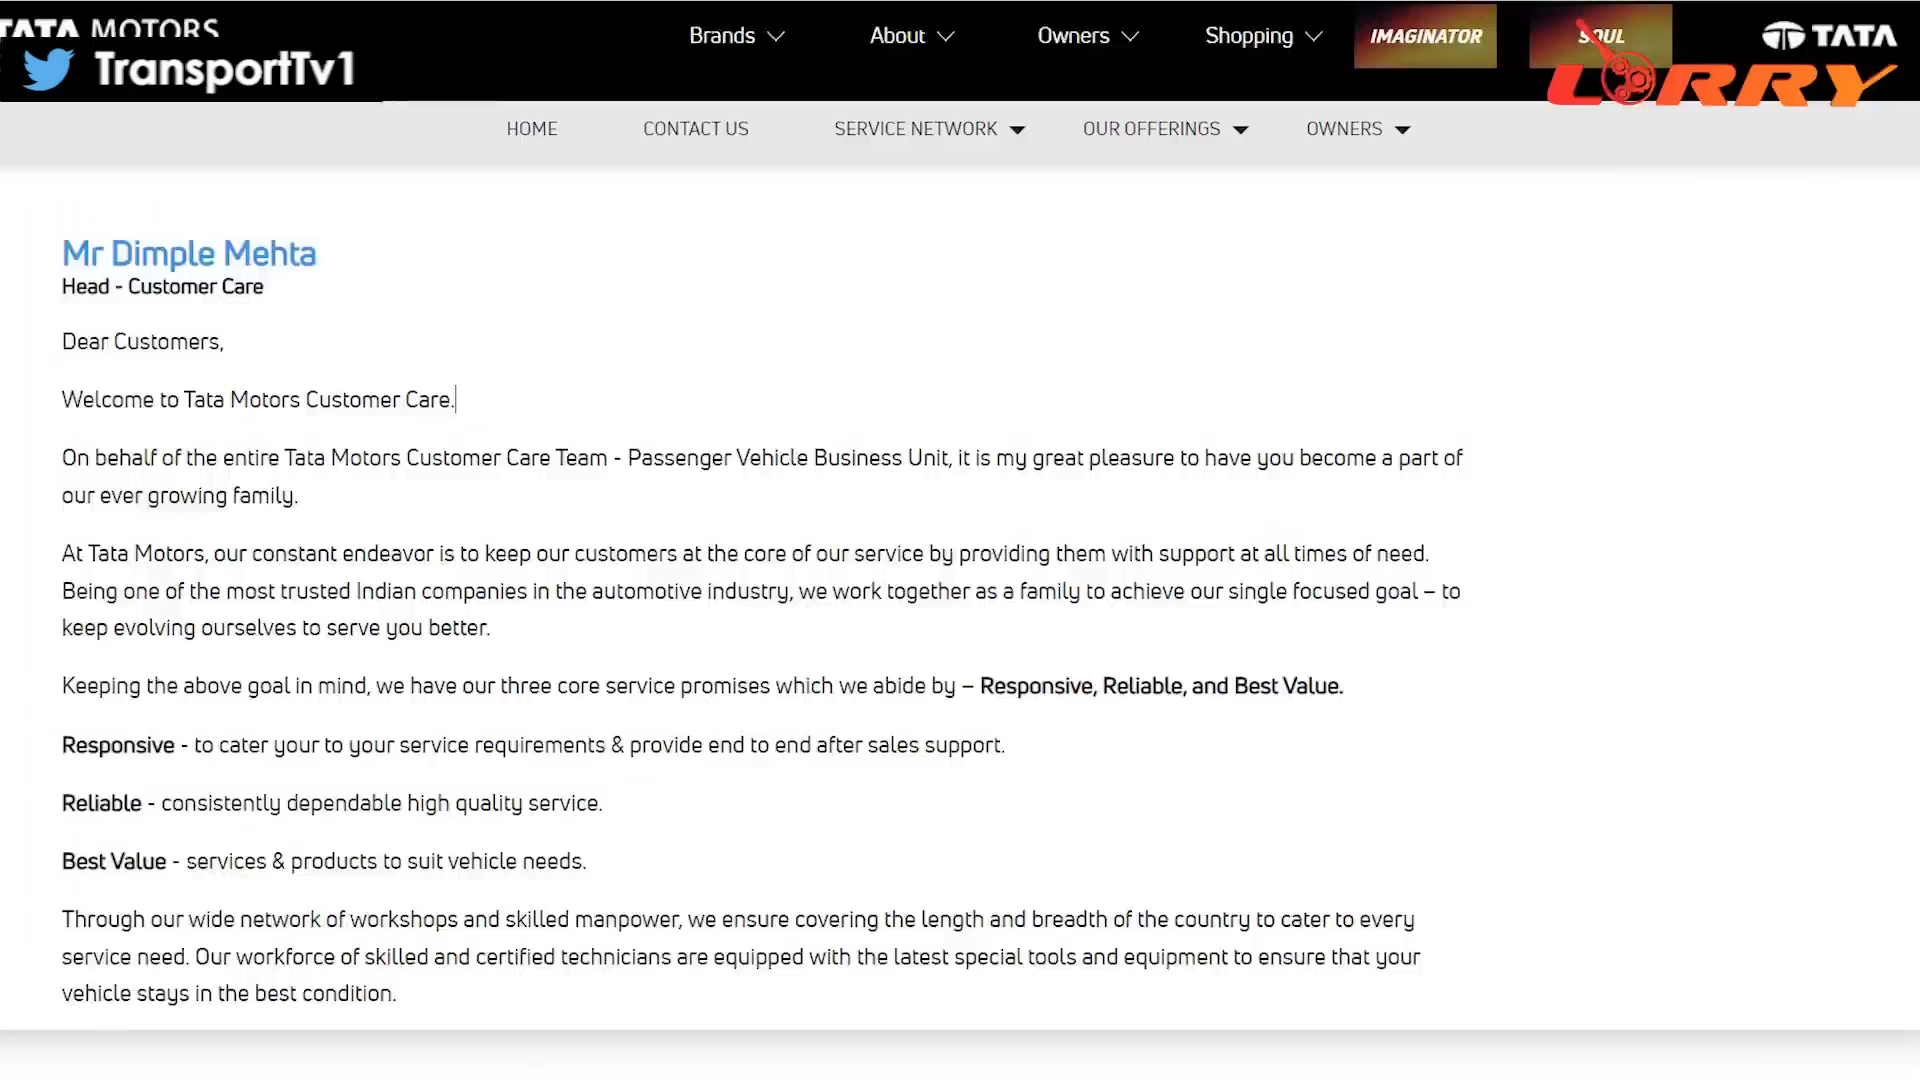 TATA MOTORS
TransportTv1
Brands
About
Owners
Shopping
IMAGINATOR
SOUL
TATA
LORRY
HOME
CONTACT US
SERVICE NETWORK
OUR OFFERINGS
OWNERS
Mr Dimple Mehta
Head - Customer Care
Dear Customers,
Welcome to Tata Motors Customer Care.
On behalf of the entire Tata Motors Customer Care Team - Passenger Vehicle Business Unit, it is my great pleasure to have you become a part of
our ever growing family.
At Tata Motors, our constant endeavor is to keep our customers at the core of our service by providing them with support at all times of need.
Being one of the most trusted Indian companies in the automotive industry, we work together as a family to achieve our single focused goal – to
keep evolving ourselves to serve you better.
Keeping the above goal in mind, we have our three core service promises which we abide by – Responsive, Reliable, and Best Value.
Responsive - to cater your to your service requirements & provide end to end after sales support.
Reliable - consistently dependable high quality service.
Best Value - services & products to suit vehicle needs.
Through our wide network of workshops and skilled manpower, we ensure covering the length and breadth of the country to cater to every
service need. Our workforce of skilled and certified technicians are equipped with the latest special tools and equipment to ensure that your
vehicle stays in the best condition.